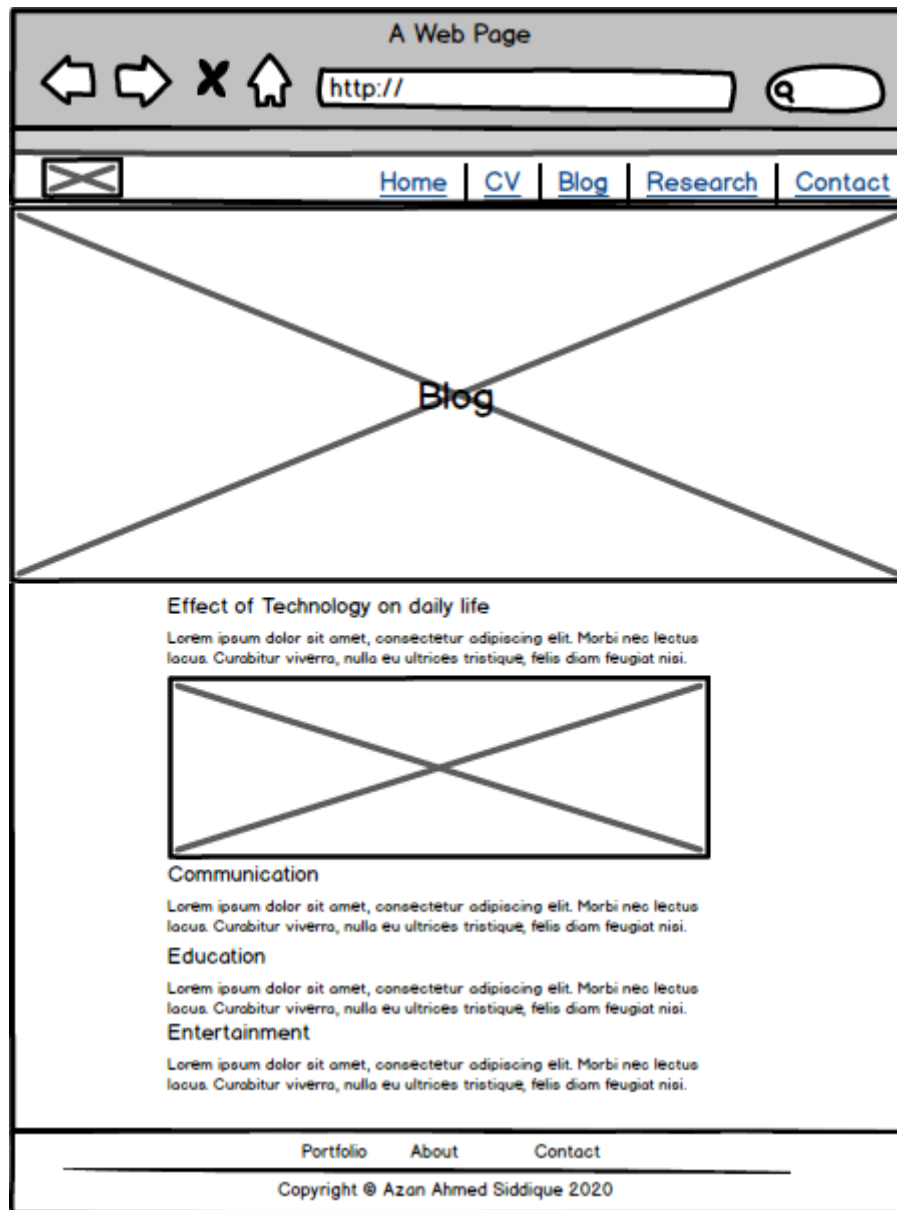 A Web Page
http://
Home CV Blog Research Contact
Blog
Effect of Technology on daily life
Lorem ipsum dolor sit amet, consectetur adipiscing elit. Morbi nec lectus
lacus. Curabitur viverra, nulla eu ultrices tristique, felis diam feugiat nisi.
Communication
Lorem ipsum dolor sit amet, consectetur adipiscing elit. Morbi nec lectus
lacus. Curabitur viverra, nulla eu ultrices tristique, felis diam feugiat nisi.
Education
Lorem ipsum dolor sit amet, consectetur adipiscing elit. Morbi nec lectus
lacus. Curabitur viverra, nulla eu ultrices tristique, felis diam feugiat nisi.
Entertainment
Lorem ipsum dolor sit amet, consectetur adipiscing elit. Morbi nec lectus
lacus. Curabitur viverra, nulla eu ultrices tristique, felis diam feugiat nisi.
Portfolio About Contact
Copyright © Azan Ahmed Siddique 2020